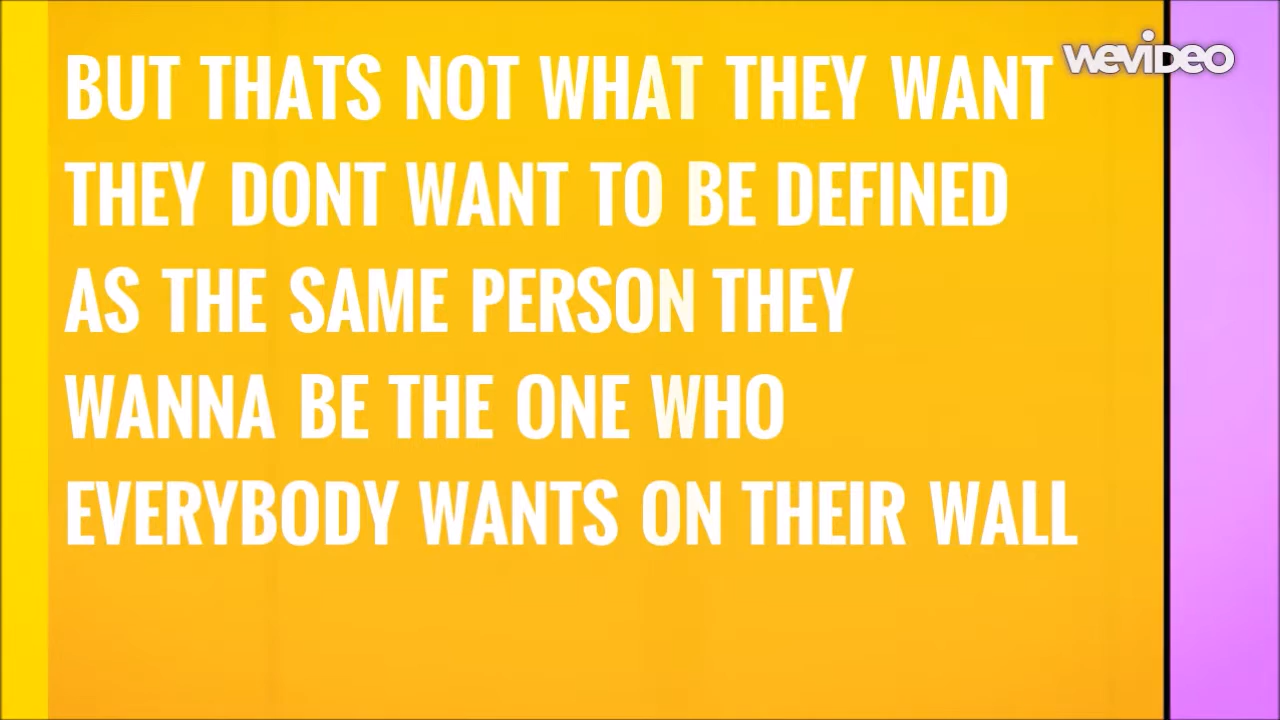 BUT THATS NOT WHAT THEY WANT
wevideo
THEY DONT WANT TO BE DEFINED
AS THE SAME PERSON THEY
WANNA BE THE ONE WHO
EVERYBODY WANTS ON THEIR WALL